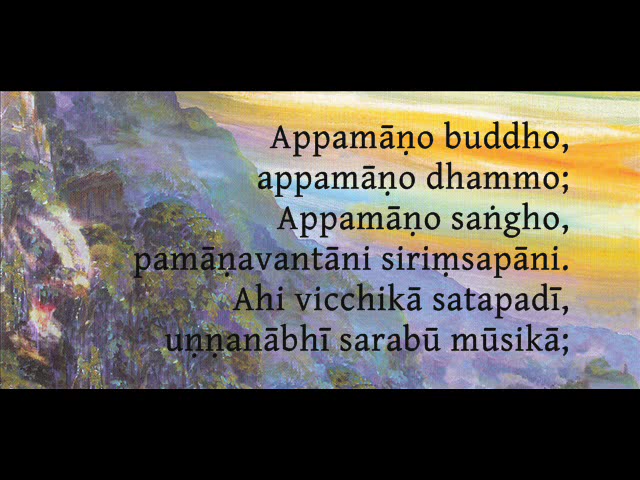 Appamāṇo buddho,
appamāṇo dhammo;
Appamāṇo saṅgho,
pamāṇavantāni siriṃsapāni.
Ahi vicchikā satapadī,
uṇṇanābhī sarabū mūsikā;